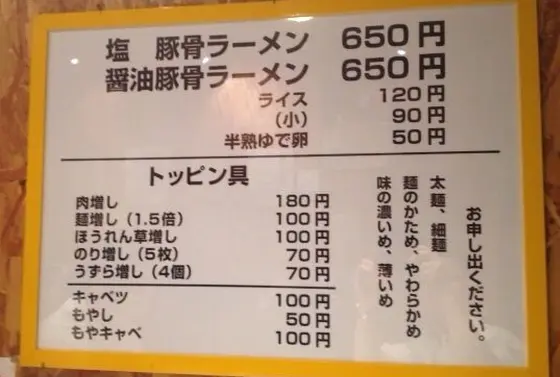 塩　豚骨ラーメン　650円
醤油豚骨ラーメン　650円
ライス　120円
（小）　90円
半熟ゆで卵　50円
トッピン具
肉増し　180円
麺増し（1.5倍）　100円
ほうれん草増し　100円
のり増し（5枚）　70円
うずら増し（4個）　70円
キャベツ　100円
もやし　50円
もやキャベ　100円
太麺、細麺
麺のかため、やわらかめ
味の濃いめ、薄いめ
お申し出ください。